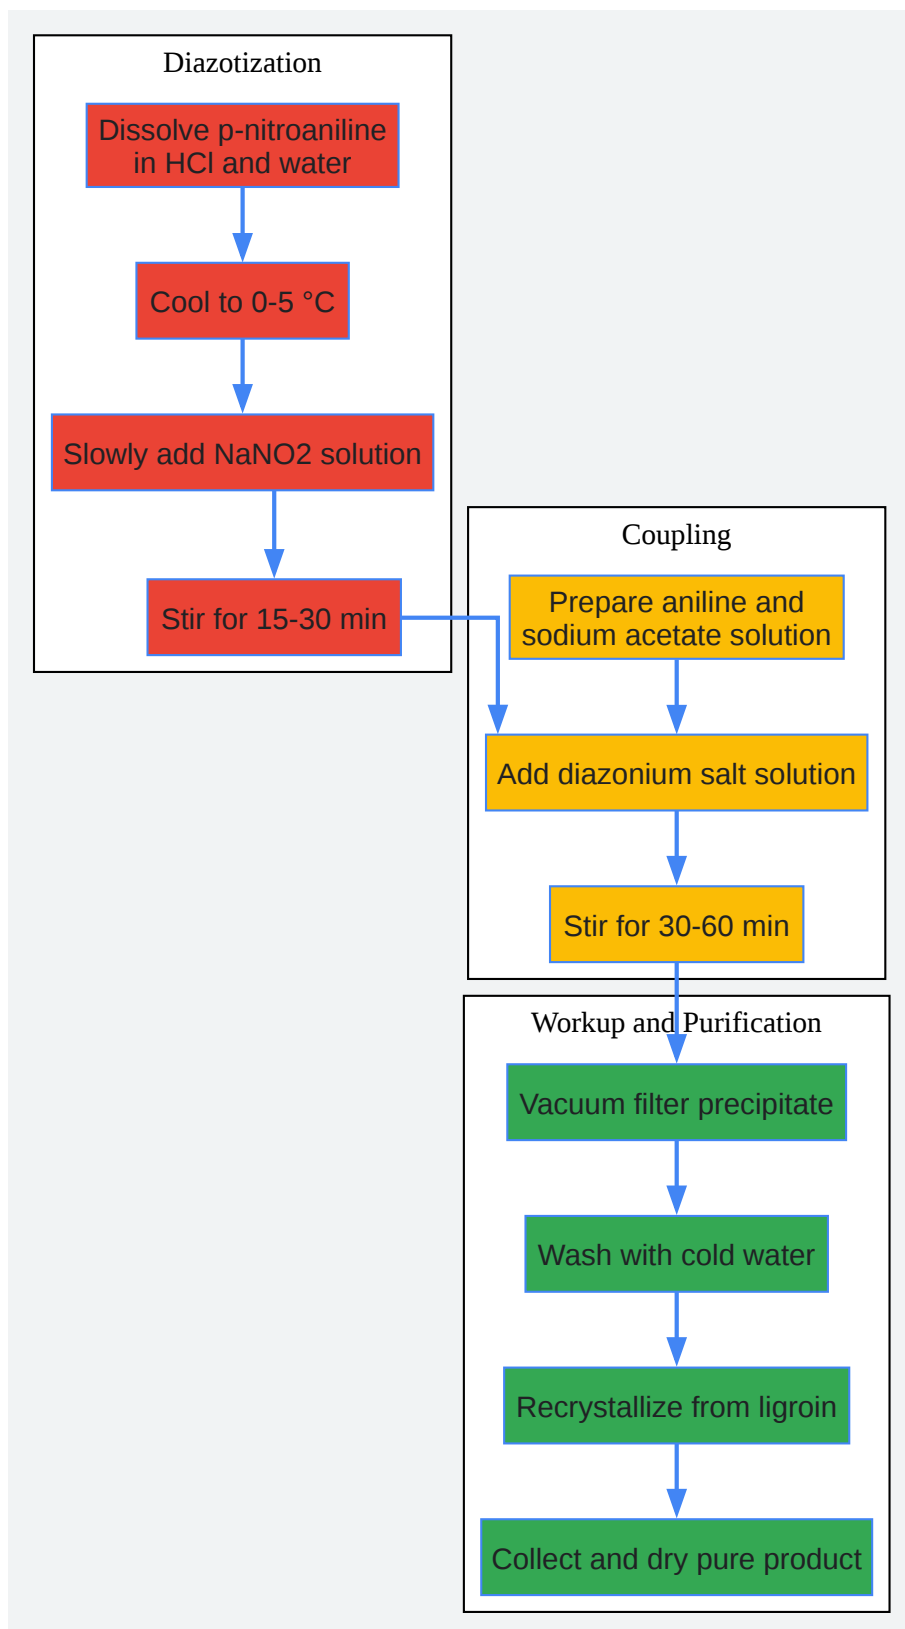 Diazotization
Dissolve p-nitroaniline
in HCl and water
Cool to 0-5 °C
Slowly add NaNO2 solution
Stir for 15-30 min
Coupling
Prepare aniline and
sodium acetate solution
Add diazonium salt solution
Stir for 30-60 min
Workup and Purification
Vacuum filter precipitate
Wash with cold water
Recrystallize from ligroin
Collect and dry pure product